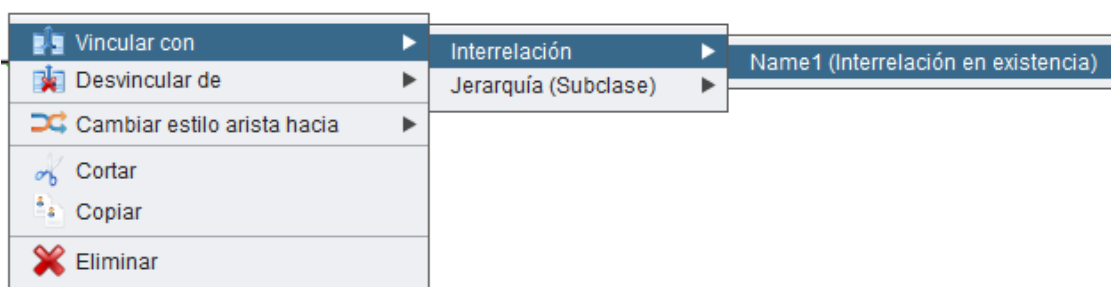 Vincular con
Desvincular de
Cambiar estilo arista hacia
Cortar
Copiar
Eliminar
Interrelación
Jerarquía (Subclase)
Name1 (Interrelación en existencia)